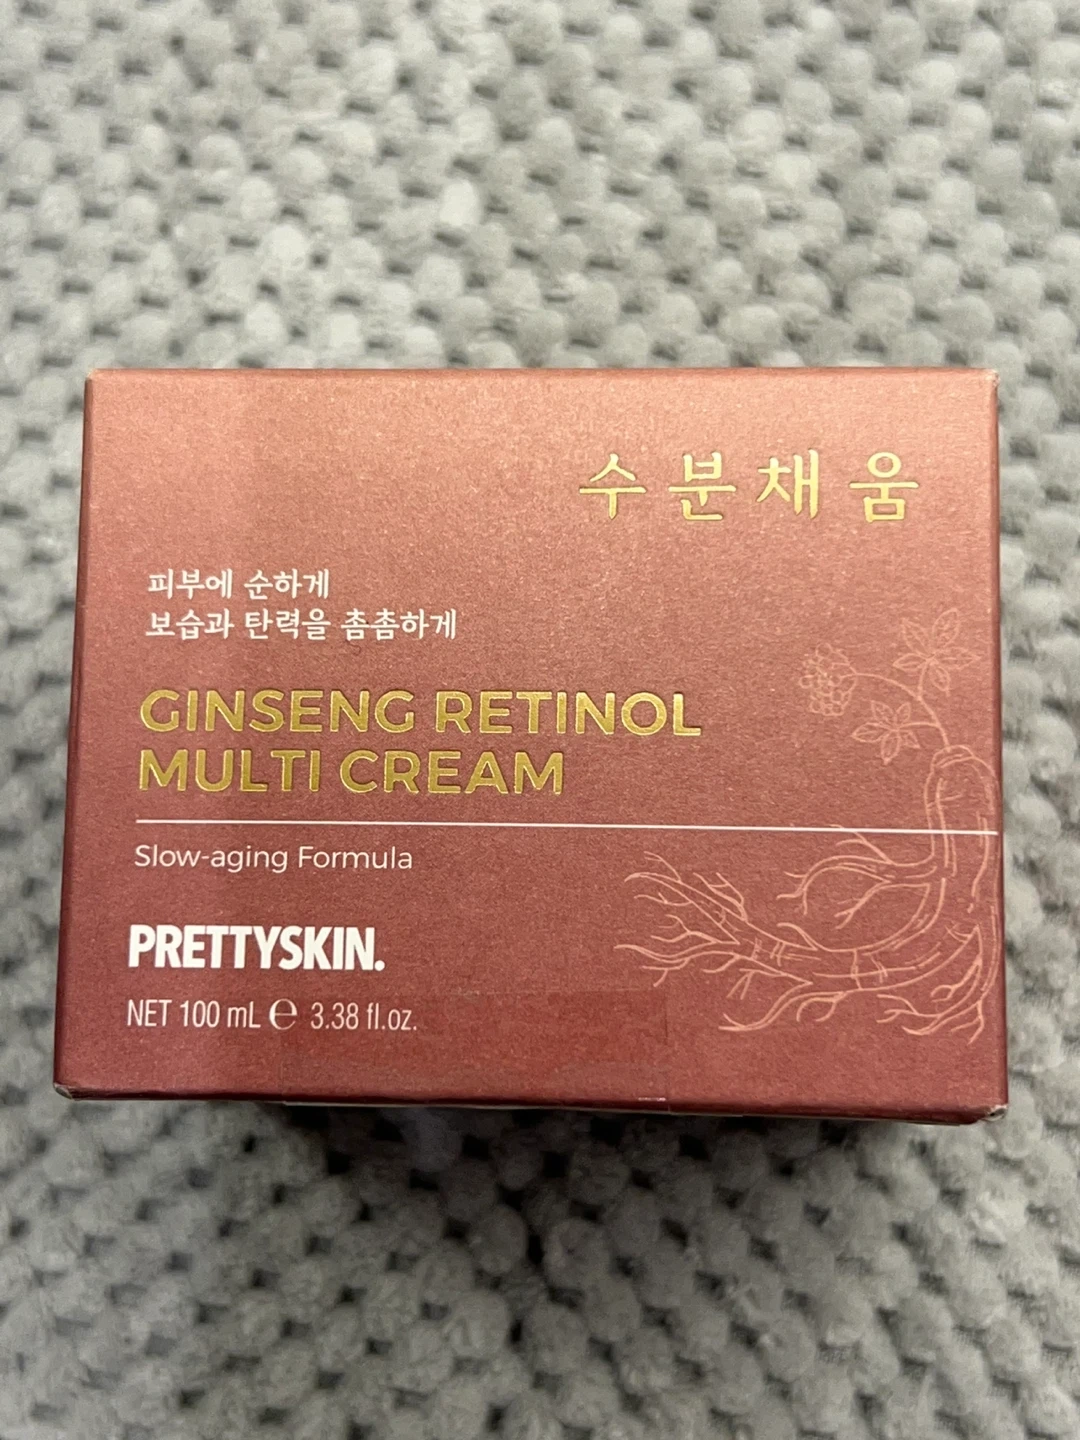 수분채움
피부에 순하게
보습과 탄력을 촘촘하게
GINSENG RETINOL
MULTI CREAM
Slow-aging Formula
PRETTYSKIN.
NET 100 mL ℮ 3.38 fl.oz.